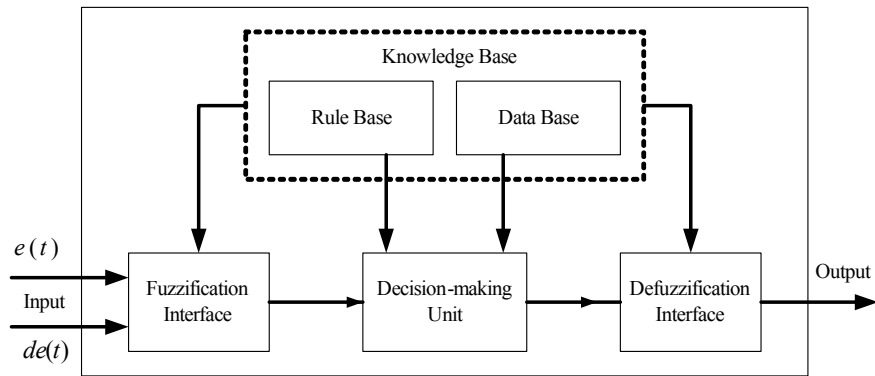 Knowledge Base
Rule Base
Data Base
e(t)
Input
de(t)
Fuzzification
Interface
Decision-making
Unit
Defuzzification
Interface
Output